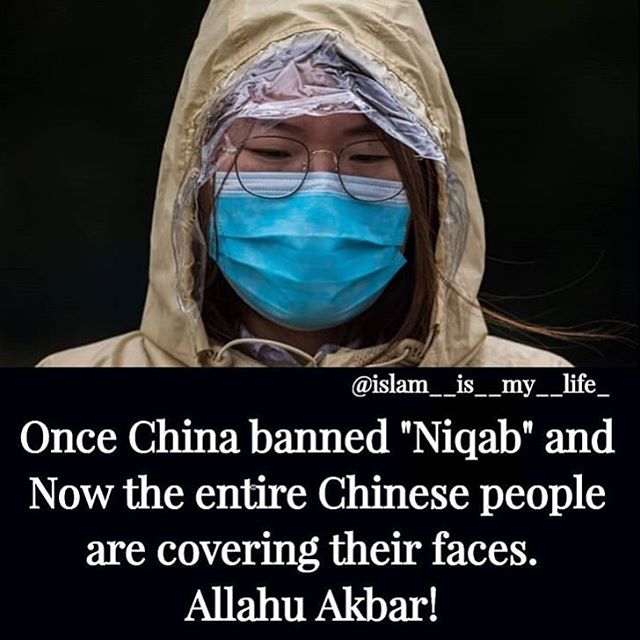 @islam__is__my__life_
Once China banned "Niqab" and
Now the entire Chinese people
are covering their faces.
Allahu Akbar!